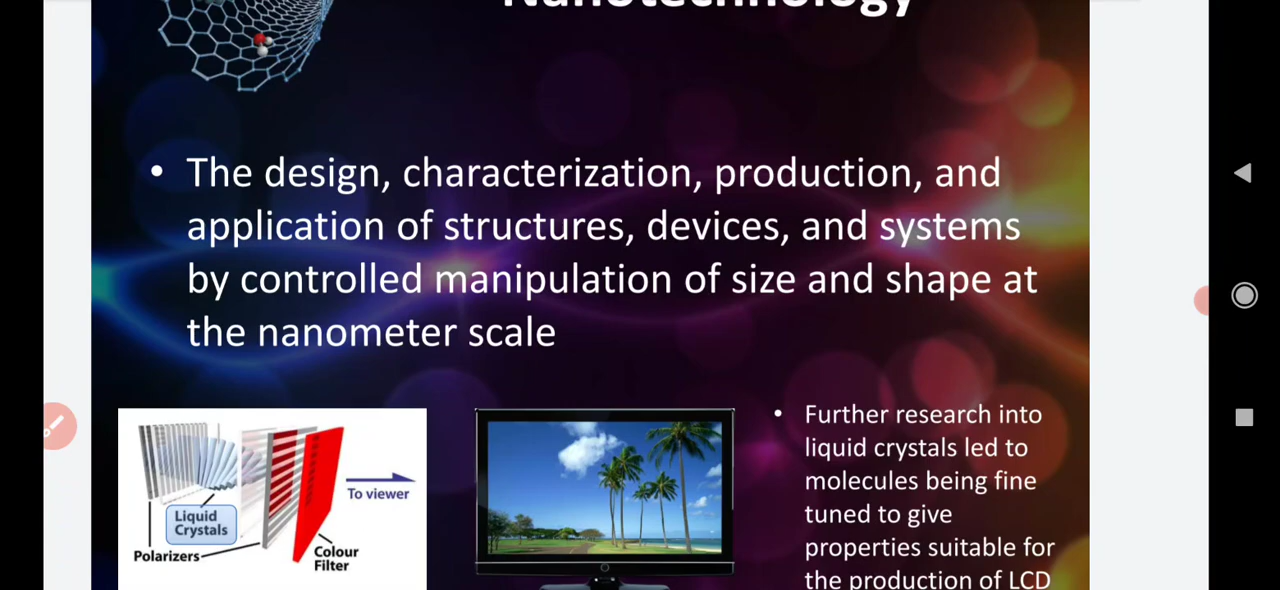 Nanotechnology
• The design, characterization, production, and
application of structures, devices, and systems
by controlled manipulation of size and shape at
the nanometer scale
Liquid
Crystals
Polarizers
To viewer
Colour
Filter
• Further research into
liquid crystals led to
molecules being fine
tuned to give
properties suitable for
the production of LCD